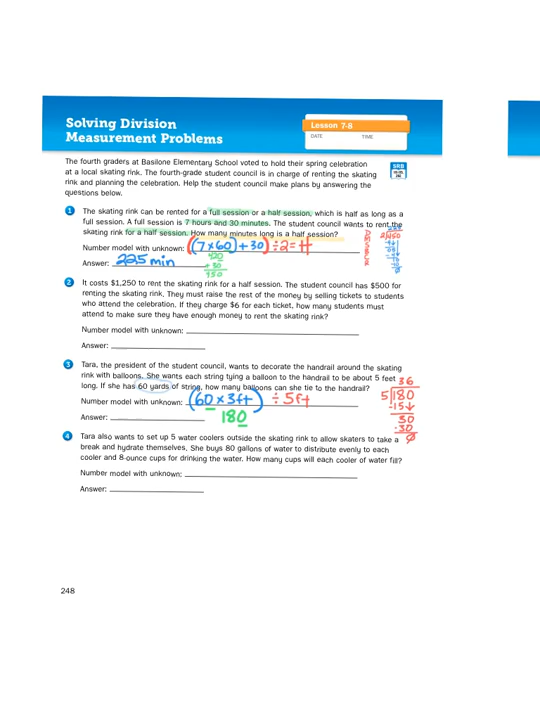 Solving Division
Measurement Problems
Lesson 7-8
DATE TIME
The fourth graders at Basilone Elementary School voted to hold their spring celebration
at a local skating rink. The fourth-grade student council is in charge of renting the skating
rink and planning the celebration. Help the student council make plans by answering the
questions below.
SRB
1 The skating rink can be rented for a full session or a half session, which is half as long as a
full session. A full session is 7 hours and 30 minutes. The student council wants to rent the
skating rink for a half session. How many minutes long is a half session?
Number model with unknown: ((7×60)+30)÷2=H
420
+ 30
450
2 450
Answer: 225 min
2 It costs $1,250 to rent the skating rink for a half session. The student council has $500 for
renting the skating rink. They must raise the rest of the money by selling tickets to students
who attend the celebration. If they charge $6 for each ticket, how many students must
attend to make sure they have enough money to rent the skating rink?
Number model with unknown:
Answer:
3 Tara, the president of the student council, wants to decorate the handrail around the skating
rink with balloons. She wants each string tying a balloon to the handrail to be about 5 feet
long. If she has 60 yards of string, how many balloons can she tie to the handrail?
Number model with unknown: (60 × 3ft) ÷ 5ft
180
Answer:
36
5 180
-15
30
-30
0
4 Tara also wants to set up 5 water coolers outside the skating rink to allow skaters to take a
break and hydrate themselves. She buys 80 gallons of water to distribute evenly to each
cooler and 8-ounce cups for drinking the water. How many cups will each cooler of water fill?
Number model with unknown:
Answer:
248